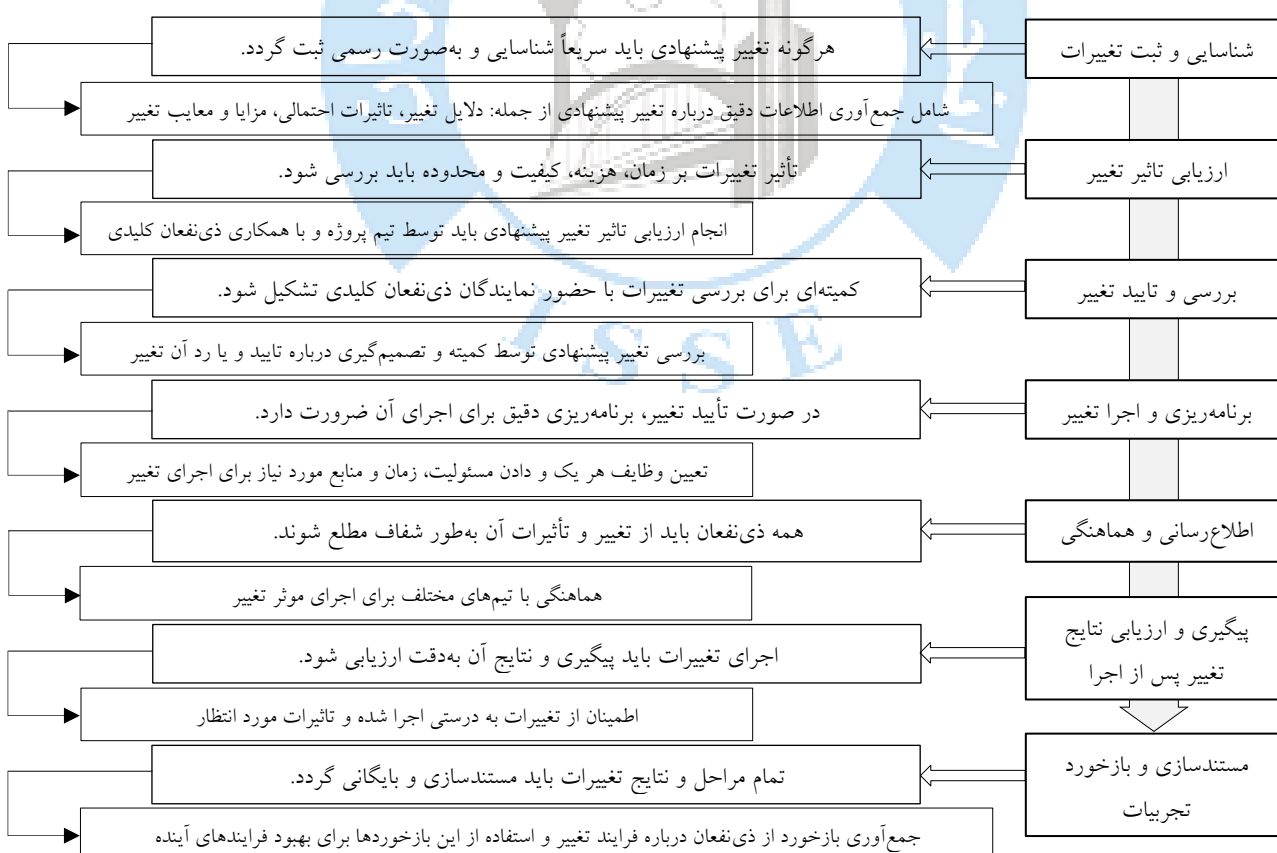 شناسایی و ثبت تغییرات
هرگونه تغییر پیشنهادی باید سریعاً شناسایی و به‌صورت رسمی ثبت گردد.
شامل جمع‌آوری اطلاعات دقیق درباره تغییر پیشنهادی از جمله: دلایل تغییر، تاثیرات احتمالی، مزایا و معایب تغییر
ارزیابی تاثیر تغییر
تأثیر تغییرات بر زمان، هزینه، کیفیت و محدوده باید بررسی شود.
انجام ارزیابی تاثیر تغییر پیشنهادی باید توسط تیم پروژه و با همکاری ذی‌نفعان کلیدی
بررسی و تایید تغییر
کمیته‌ای برای بررسی تغییرات با حضور نمایندگان ذی‌نفعان کلیدی تشکیل شود.
بررسی تغییر پیشنهادی توسط کمیته و تصمیم‌گیری درباره تایید و یا رد آن تغییر
برنامه‌ریزی و اجرا تغییر
در صورت تأیید تغییر، برنامه‌ریزی دقیق برای اجرای آن ضرورت دارد.
تعیین وظایف هر یک و دادن مسئولیت، زمان و منابع مورد نیاز برای اجرای تغییر
اطلاع‌رسانی و هماهنگی
همه ذی‌نفعان باید از تغییر و تأثیرات آن به‌طور شفاف مطلع شوند.
هماهنگی با تیم‌های مختلف برای اجرای موثر تغییر
پیگیری و ارزیابی نتایج
تغییر پس از اجرا
اجرای تغییرات باید پیگیری و نتایج آن به‌دقت ارزیابی شود.
اطمینان از تغییرات به درستی اجرا شده و تاثیرات مورد انتظار
مستندسازی و بازخورد
تجربیات
تمام مراحل و نتایج تغییرات باید مستندسازی و بایگانی گردد.
جمع‌آوری بازخورد از ذی‌نفعان درباره فرایند تغییر و استفاده از این بازخوردها برای بهبود فرایندهای آینده
ISSE